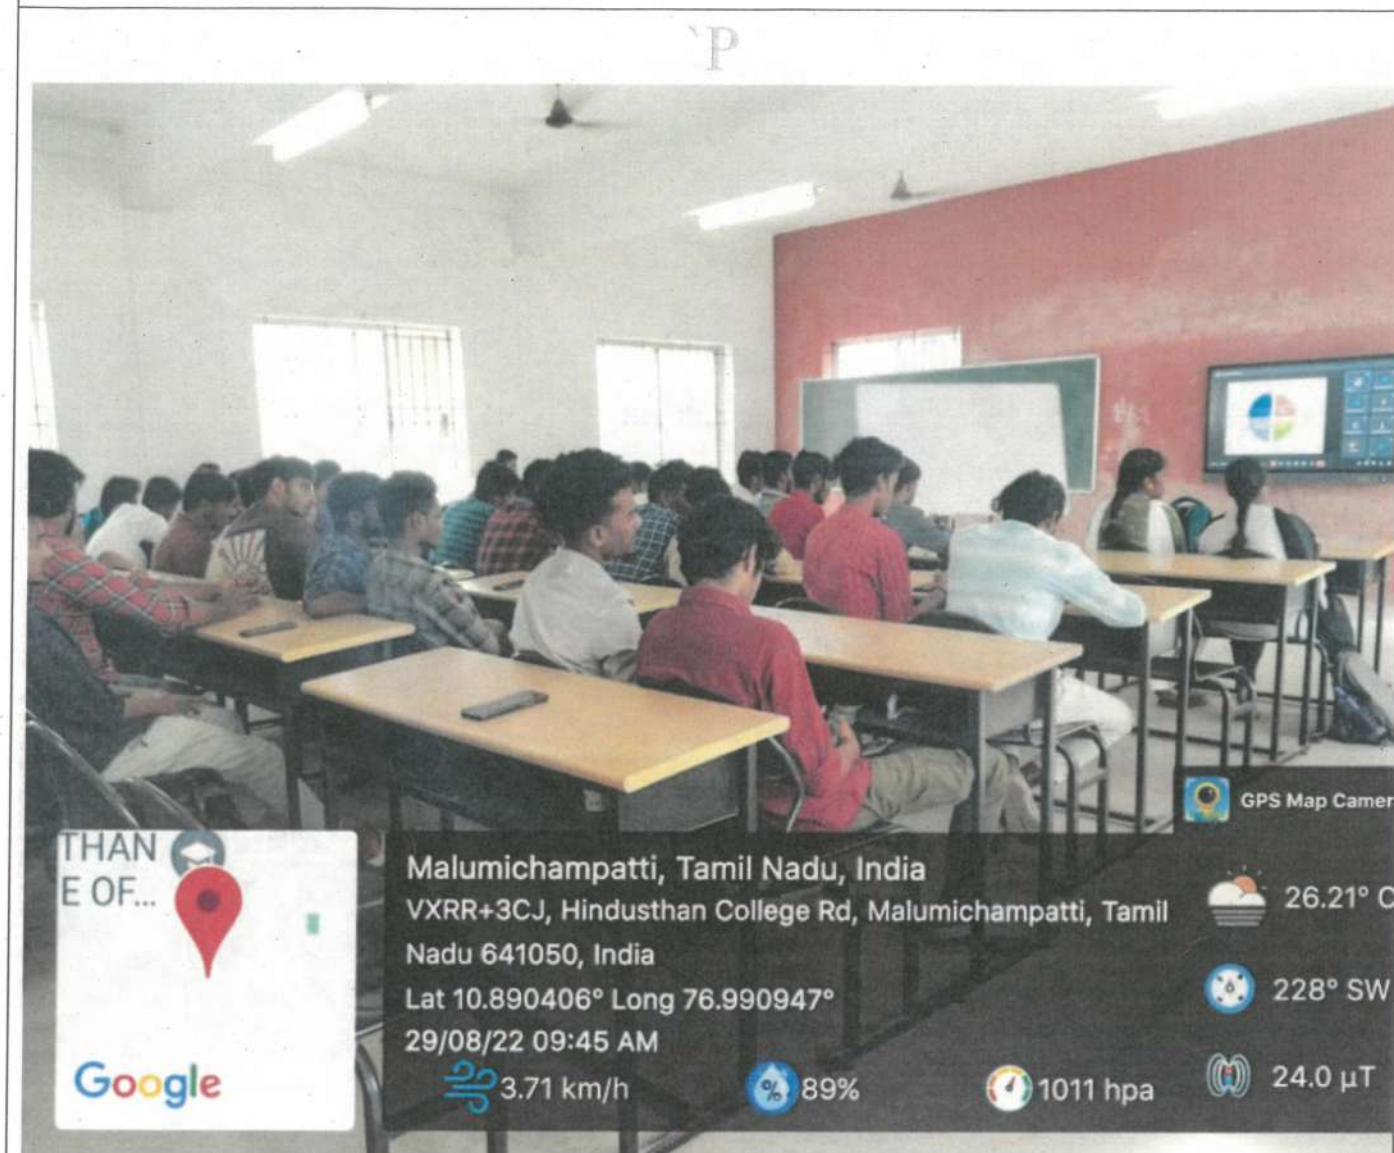 `P
GPS Map Camer
THAN
E OF...
Google
Malumichampatti, Tamil Nadu, India
VXRR+3CJ, Hindusthan College Rd, Malumichampatti, Tamil
Nadu 641050, India
Lat 10.890406° Long 76.990947°
29/08/22 09:45 AM
3.71 km/h
89%
1011 hpa
26.21° C
228° SW
24.0 µT